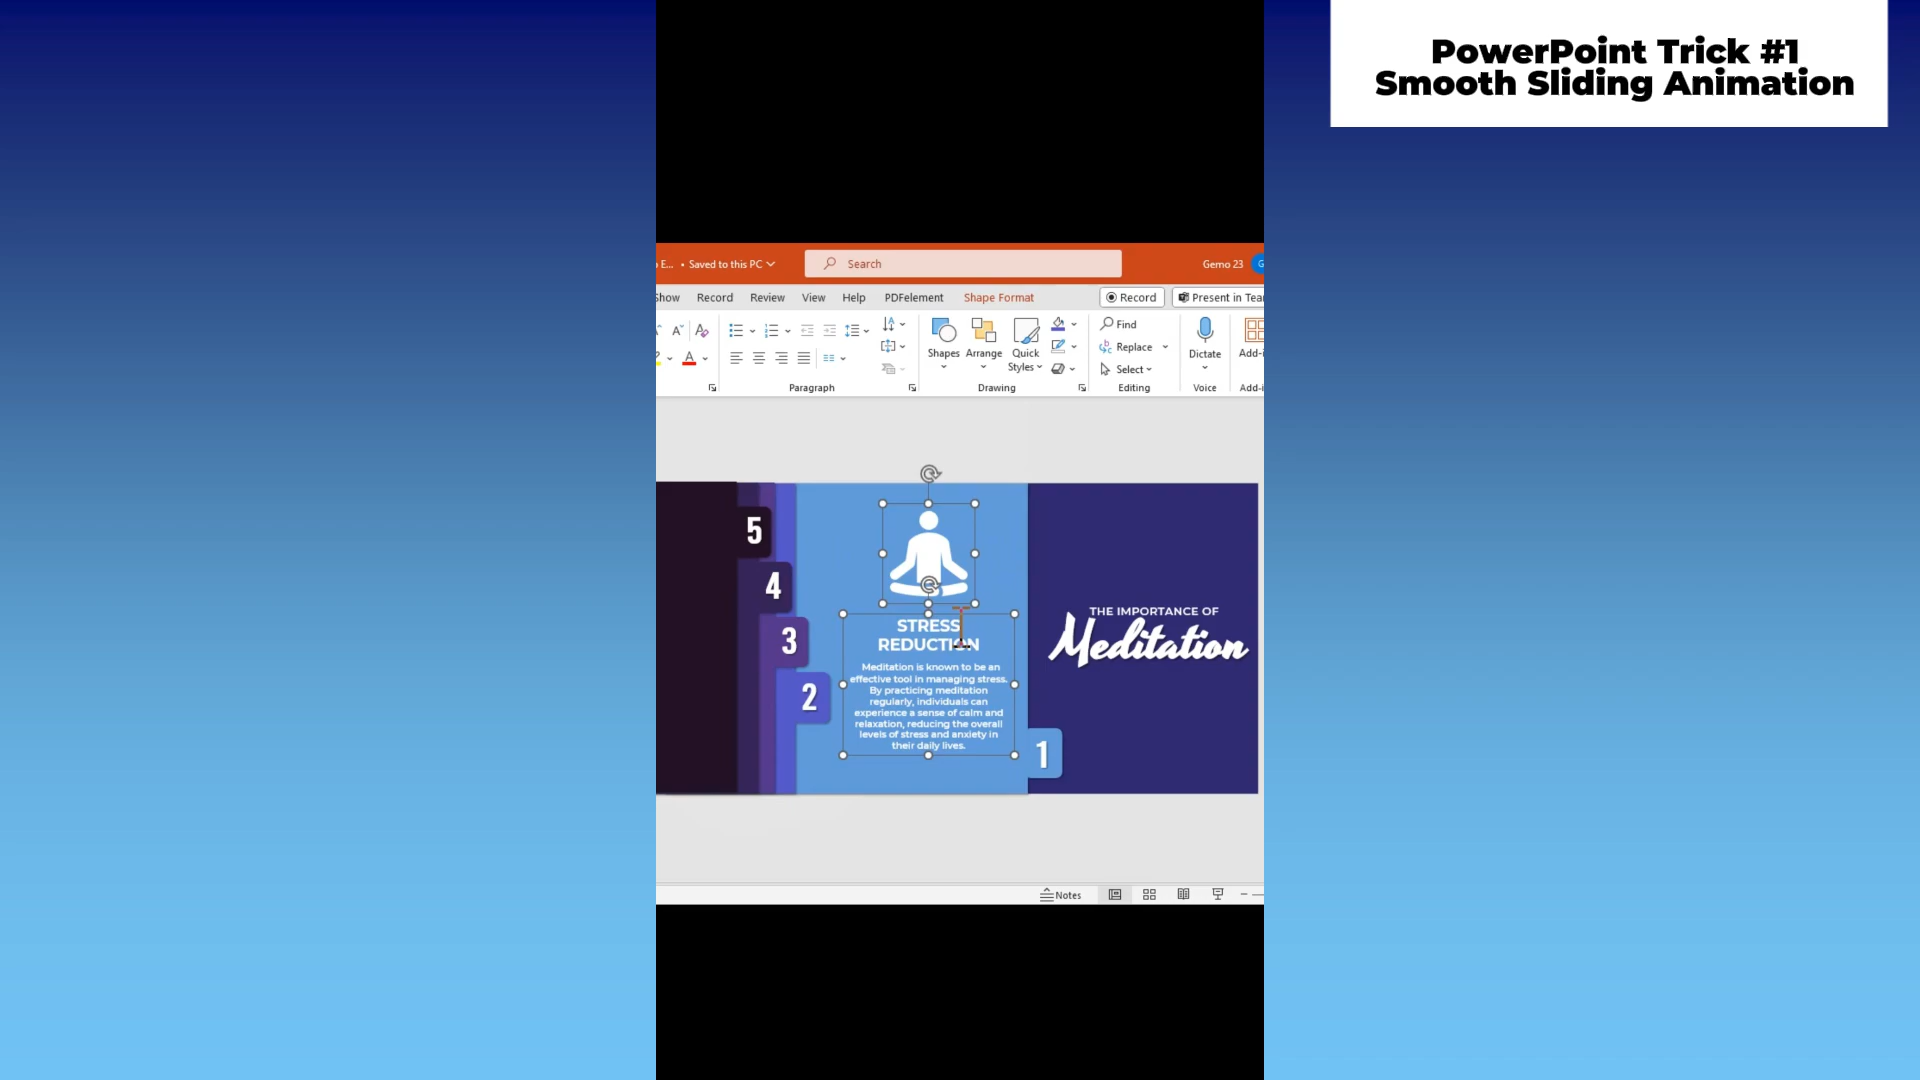 PowerPoint Trick #1
Smooth Sliding Animation
E... • Saved to this PC
Search
Gemo 23
G
Show
Record
Review
View
Help
PDFelement
Shape Format
Record
Present in Tea
Shapes
Arrange
Quick
Styles
Find
Replace
Select
Dictate
Add-i
Paragraph
Drawing
Editing
Voice
Add-i
5
4
3
2
STRESS
REDUCTION
Meditation is known to be an
effective tool in managing stress.
By practicing meditation
regularly, individuals can
experience a sense of calm and
relaxation, reducing the overall
levels of stress and anxiety in
their daily lives.
1
THE IMPORTANCE OF
Meditation
Notes